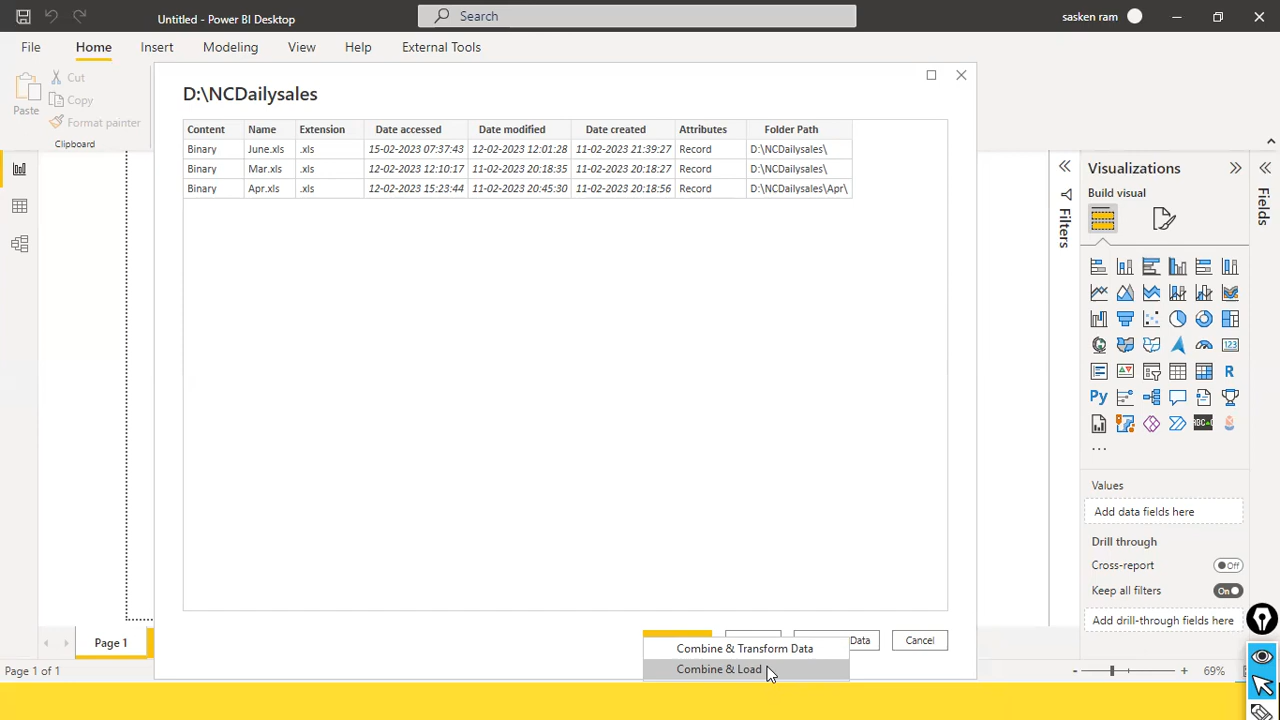 Untitled - Power BI Desktop
Search
sasken ram
File Home Insert Modeling View Help External Tools
Paste
Cut
Copy
Format painter
Clipboard
D:\NCDailysales
Content Name Extension Date accessed Date modified Date created Attributes Folder Path
Binary June.xls .xls 15-02-2023 07:37:43 12-02-2023 12:01:28 11-02-2023 21:39:27 Record D:\NCDailysales\
Binary Mar.xls .xls 12-02-2023 12:10:17 11-02-2023 20:18:35 11-02-2023 20:18:27 Record D:\NCDailysales\
Binary Apr.xls .xls 12-02-2023 15:23:44 11-02-2023 20:45:30 11-02-2023 20:18:56 Record D:\NCDailysales\Apr\
Data
Cancel
Combine & Transform Data
Combine & Load
Filters
Visualizations
Build visual
123
R
Py
...
Values
Add data fields here
Drill through
Cross-report Off
Keep all filters On
Add drill-through fields here
Fields
Page 1
Page 1 of 1
- + 69%